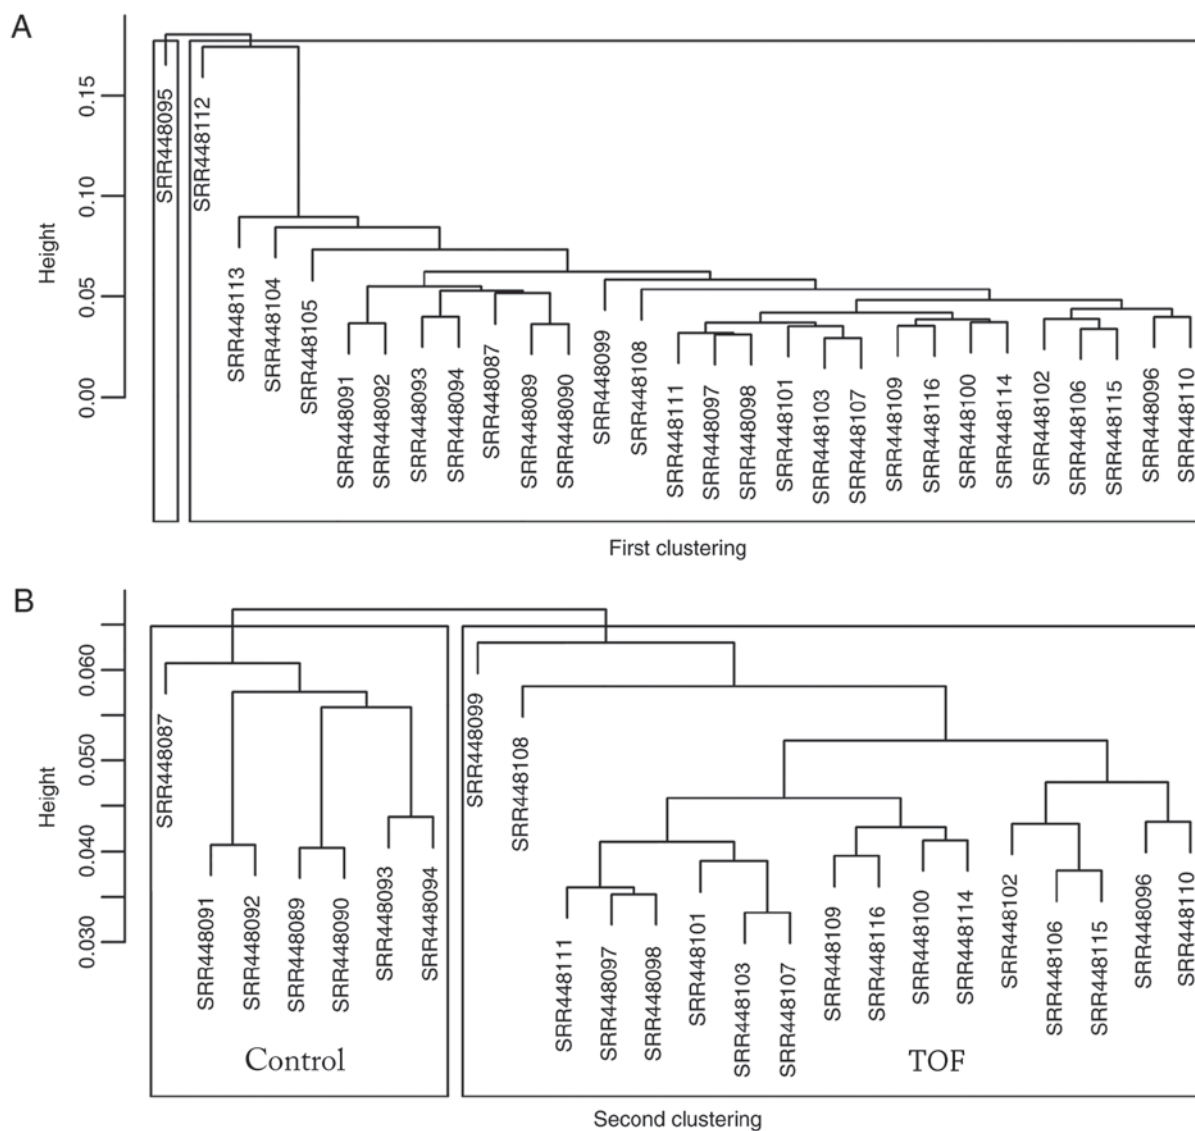 A
Height
0.15
0.10
0.05
0.00
SRR448095
SRR448112
SRR448113
SRR448104
SRR448105
SRR448091
SRR448092
SRR448093
SRR448094
SRR448087
SRR448089
SRR448090
SRR448099
SRR448108
SRR448111
SRR448097
SRR448098
SRR448101
SRR448103
SRR448107
SRR448109
SRR448116
SRR448100
SRR448114
SRR448102
SRR448106
SRR448115
SRR448096
SRR448110
First clustering
B
Height
0.060
0.050
0.040
0.030
SRR448087
SRR448091
SRR448092
SRR448089
SRR448090
SRR448093
SRR448094
Control
SRR448099
SRR448108
SRR448111
SRR448097
SRR448098
SRR448101
SRR448103
SRR448107
SRR448109
SRR448116
SRR448100
SRR448114
SRR448102
SRR448106
SRR448115
SRR448096
SRR448110
TOF
Second clustering